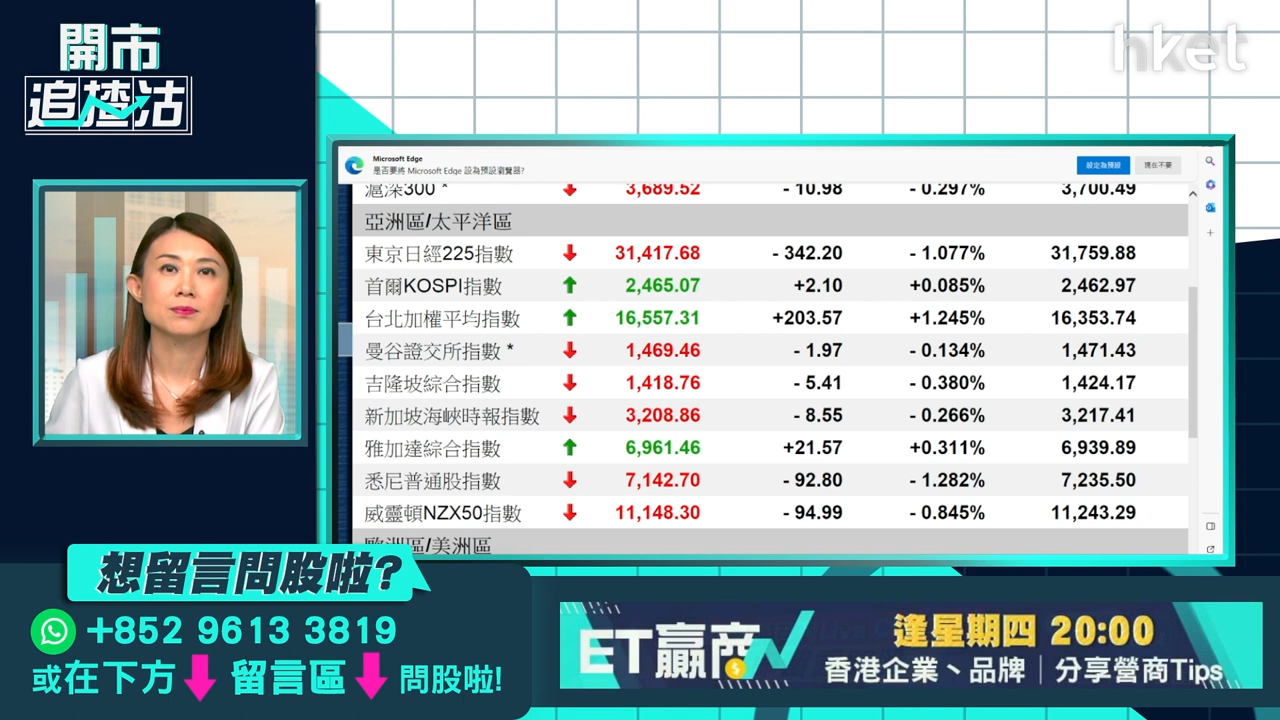 開市
追揸沽
hket
Microsoft Edge
是否要將 Microsoft Edge 設為預設瀏覽器?
設定為預設
現在不要
滬深300 * 3,689.52 - 10.98 - 0.297% 3,700.49
亞洲區/太平洋區
東京日經225指數 31,417.68 - 342.20 - 1.077% 31,759.88
首爾KOSPI指數 2,465.07 +2.10 +0.085% 2,462.97
台北加權平均指數 16,557.31 +203.57 +1.245% 16,353.74
曼谷證交所指數 * 1,469.46 - 1.97 - 0.134% 1,471.43
吉隆坡綜合指數 1,418.76 - 5.41 - 0.380% 1,424.17
新加坡海峽時報指數 3,208.86 - 8.55 - 0.266% 3,217.41
雅加達綜合指數 6,961.46 +21.57 +0.311% 6,939.89
悉尼普通股指數 7,142.70 - 92.80 - 1.282% 7,235.50
威靈頓NZX50指數 11,148.30 - 94.99 - 0.845% 11,243.29
歐洲區/美洲區
想留言問股啦?
+852 9613 3819
或在下方 留言區 問股啦!
ET贏商
逢星期四 20:00
香港企業、品牌｜分享營商Tips